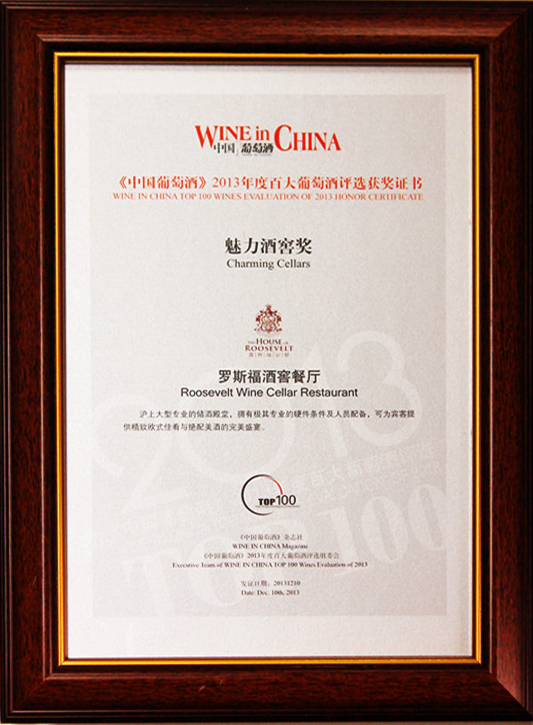 WINE in CHINA
中国 葡萄酒
《中国葡萄酒》2013年度百大葡萄酒评选获奖证书
WINE IN CHINA TOP 100 WINES EVALUATION OF 2013 HONOR CERTIFICATE
魅力酒窖奖
Charming Cellars
THE HOUSE OF
ROOSEVELT
罗斯福酒窖餐厅
Roosevelt Wine Cellar Restaurant
沪上大型专业的储酒殿堂，拥有极其专业的硬件条件及人员配备，可为宾客提
供精致欧式佳肴与绝配美酒的完美盛宴。
TOP100
《中国葡萄酒》杂志社
WINE IN CHINA Magazine
《中国葡萄酒》2013年度百大葡萄酒评选组委会
Executive Team of WINE IN CHINA TOP 100 Wines Evaluation of 2013
发证日期：20131210
Date: Dec. 10th, 2013
2013
TOP 100